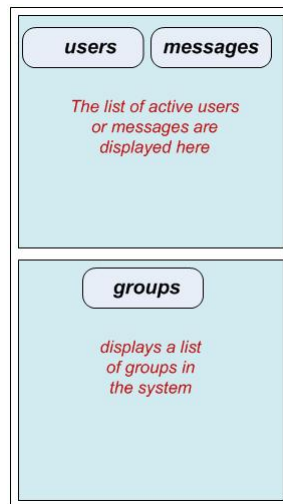 users messages
The list of active users
or messages are
displayed here
groups
displays a list
of groups in
the system